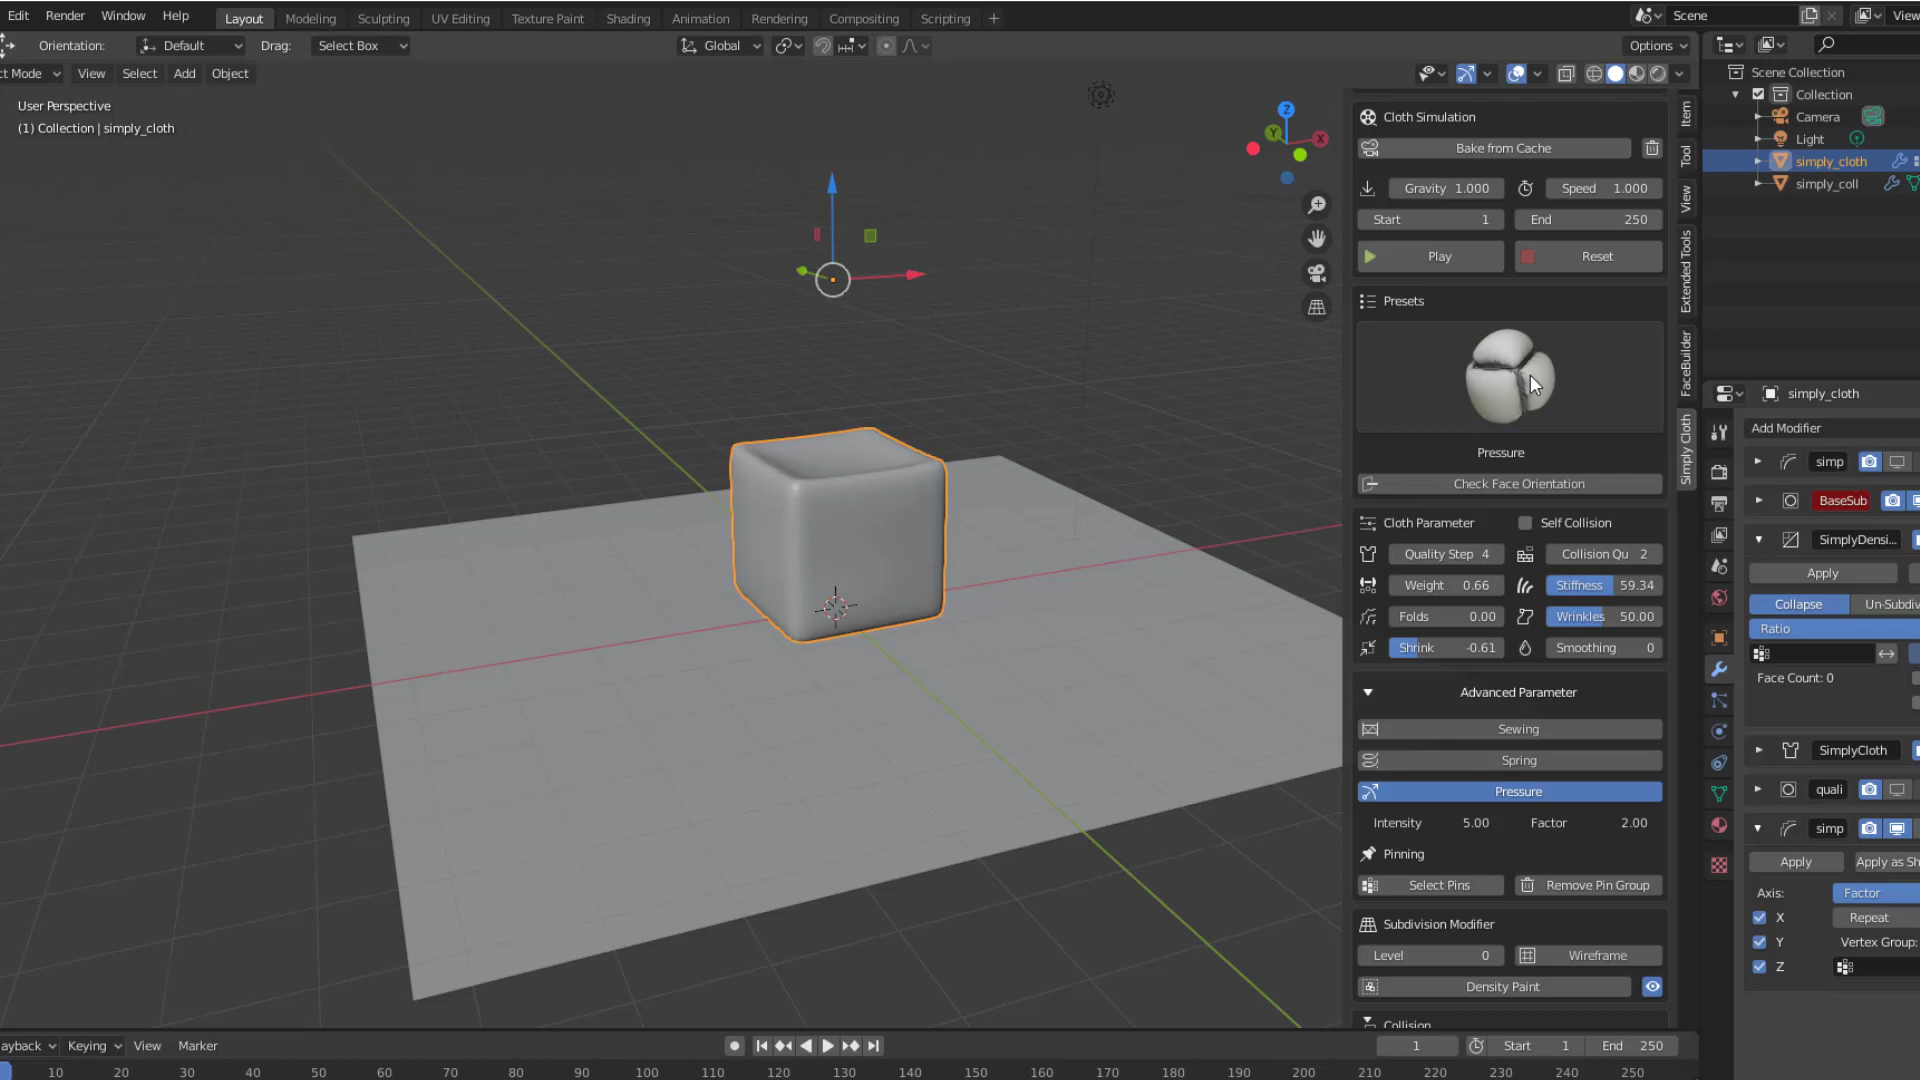 Edit Render Window Help Layout Modeling Sculpting UV Editing Texture Paint Shading Animation Rendering Compositing Scripting + Scene View
Orientation: Default Drag: Select Box Global Options
ct Mode View Select Add Object
User Perspective
(1) Collection | simply_cloth
Z
Y
X
Cloth Simulation
Bake from Cache
Gravity 1.000 Speed 1.000
Start 1 End 250
Play Reset
Presets
Pressure
Check Face Orientation
Cloth Parameter Self Collision
Quality Step 4 Collision Qu 2
Weight 0.66 Stiffness 59.34
Folds 0.00 Wrinkles 50.00
Shrink -0.61 Smoothing 0
Advanced Parameter
Sewing
Spring
Pressure
Intensity 5.00 Factor 2.00
Pinning
Select Pins Remove Pin Group
Subdivision Modifier
Level 0 Wireframe
Density Paint
Collision
Item
Tool
View
Extended Tools
FaceBuilder
Simply Cloth
Scene Collection
Collection
Camera
Light
simply_cloth
simply_coll
simply_cloth
Add Modifier
simp
BaseSub
SimplyDensi...
Apply
Collapse Un-Subdiv
Ratio
Face Count: 0
SimplyCloth
quali
simp
Apply Apply as Sh
Axis: Factor
X Repeat
Y Vertex Group:
Z
ayback Keying View Marker 1 Start 1 End 250
10 20 30 40 50 60 70 80 90 100 110 120 130 140 150 160 170 180 190 200 210 220 230 240 250